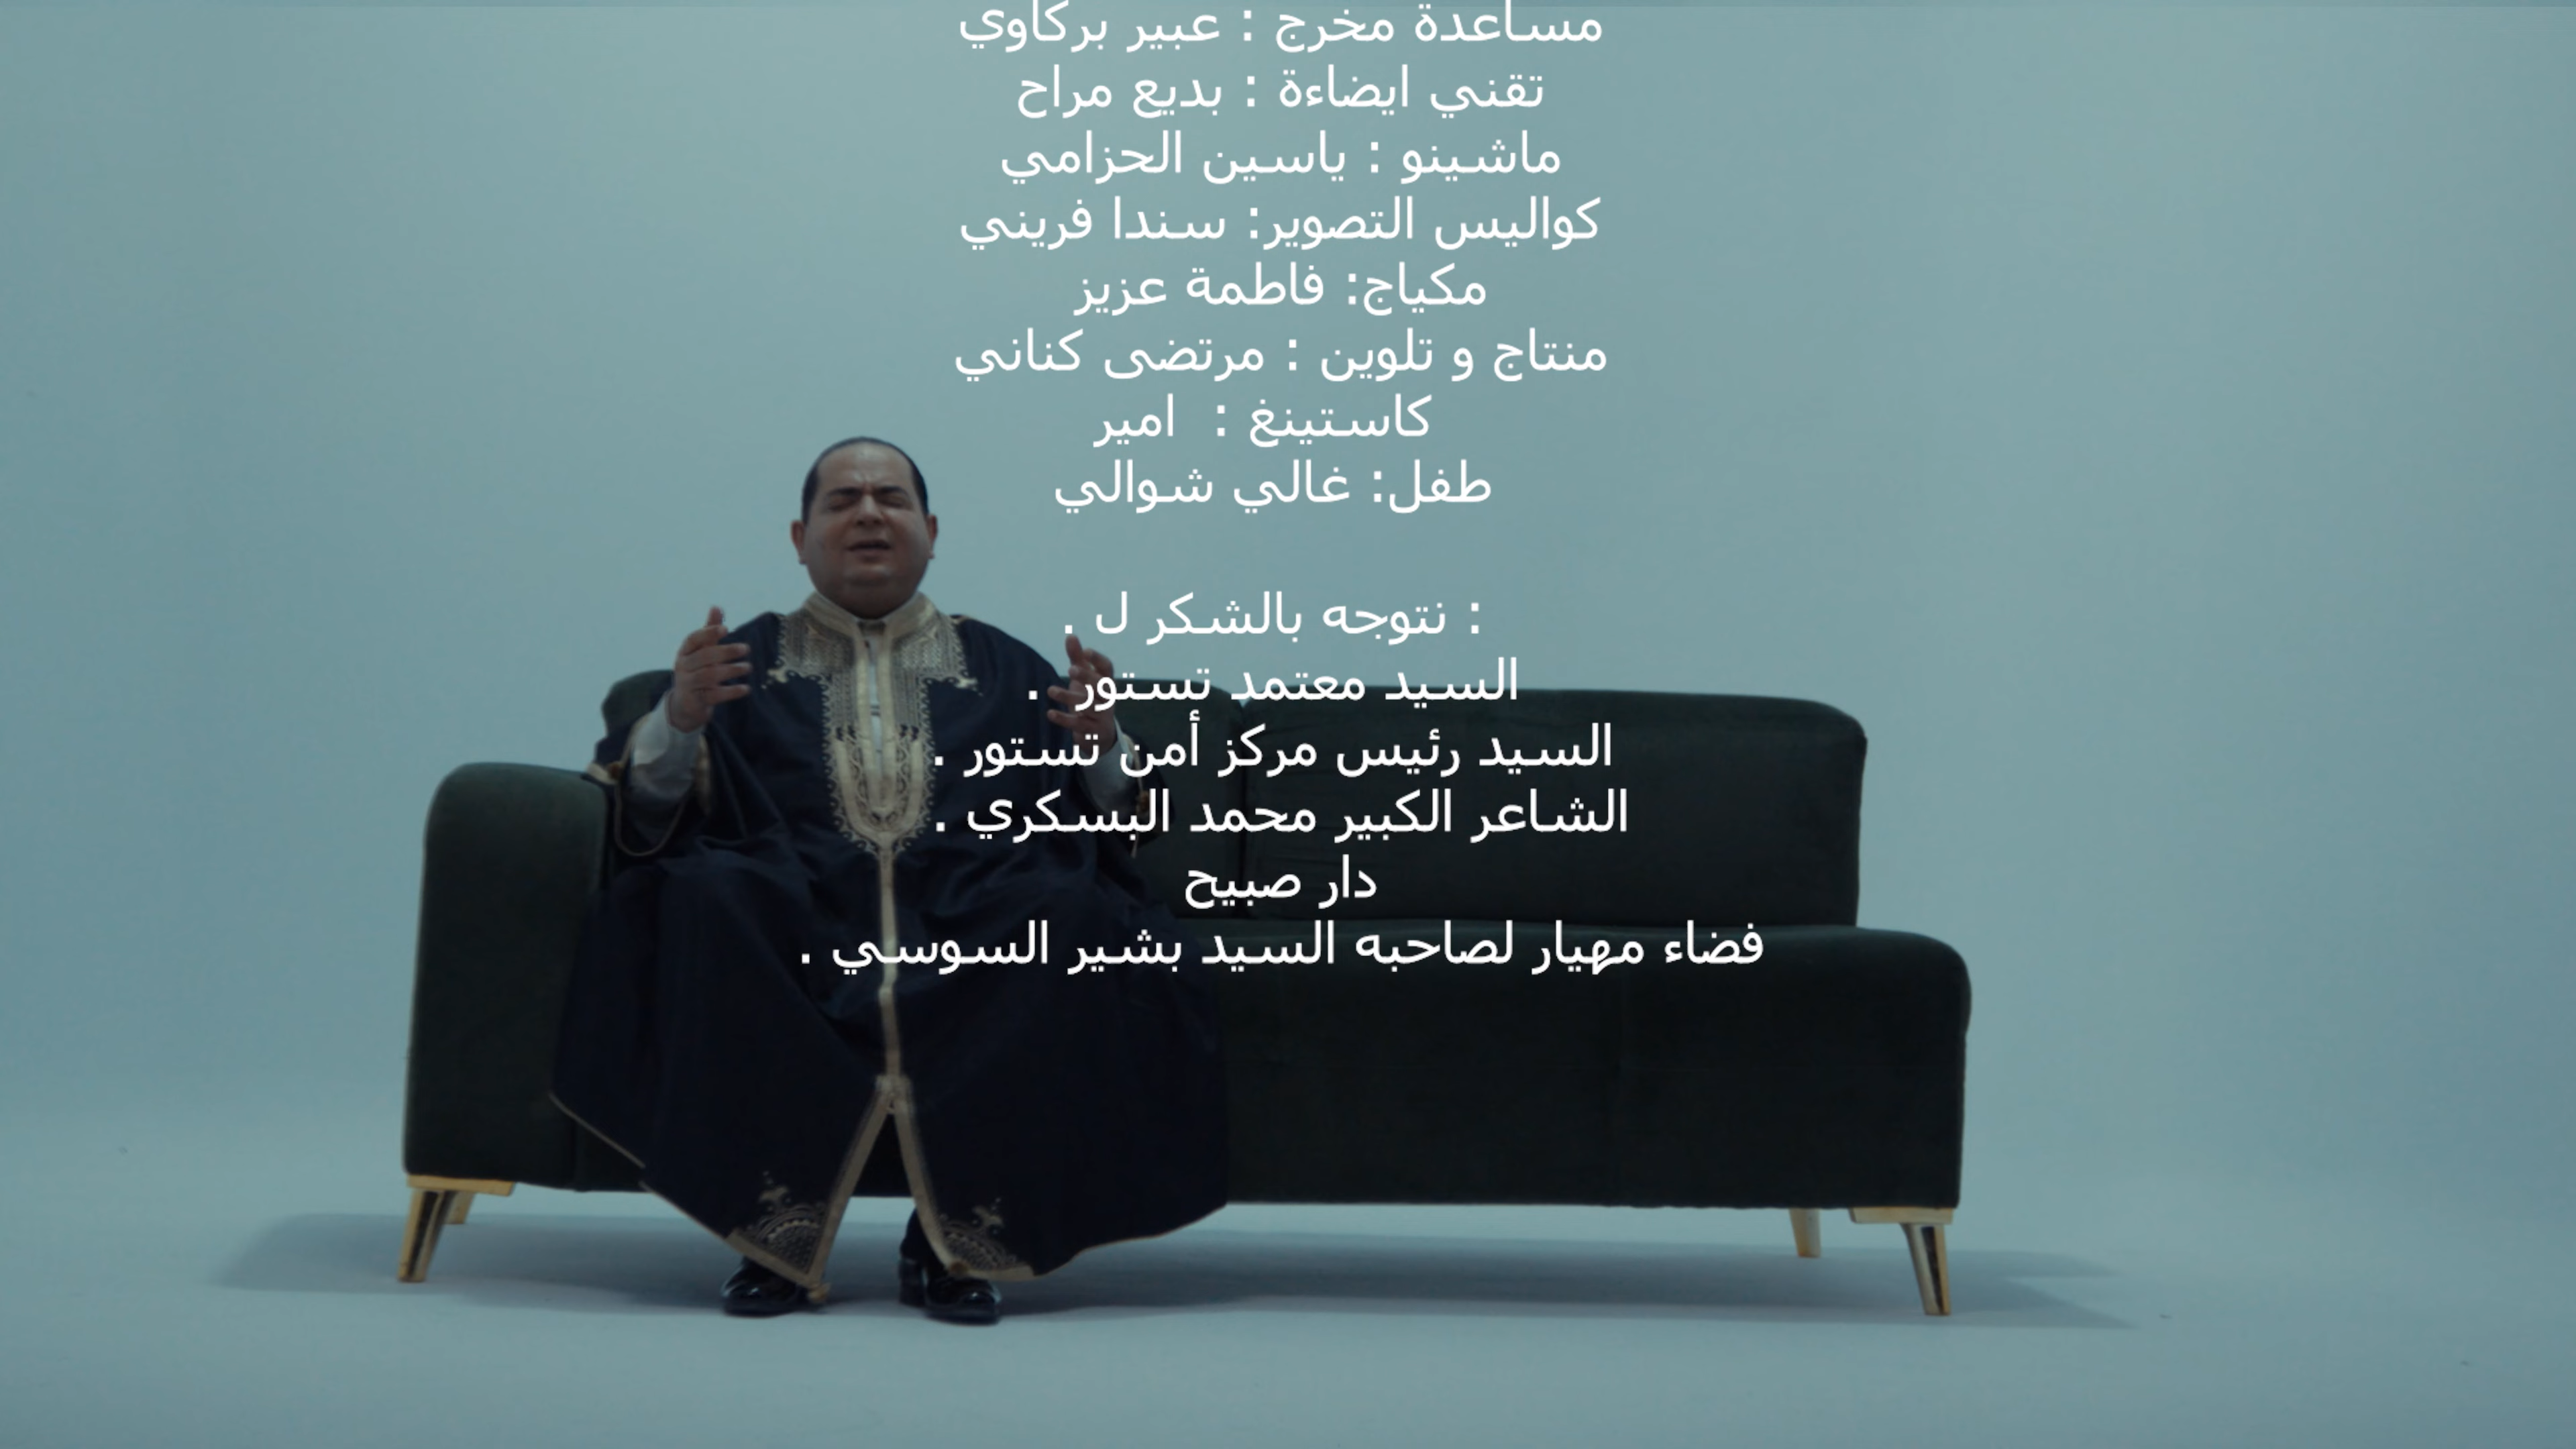 مساعدة مخرج : عبير بركاوي
تقني ايضاءة : بديع مراح
ماشينو : ياسين الحزامي
كواليس التصوير: سندا فريني
مكياج: فاطمة عزيز
منتاج و تلوين : مرتضى كناني
كاستينغ :  امير
طفل: غالي شوالي
: نتوجه بالشكر ل .
السيد معتمد تستور  .
السيد رئيس مركز أمن تستور .
الشاعر الكبير محمد البسكري .
دار صبيح
فضاء مهيار لصاحبه السيد بشير السوسي .